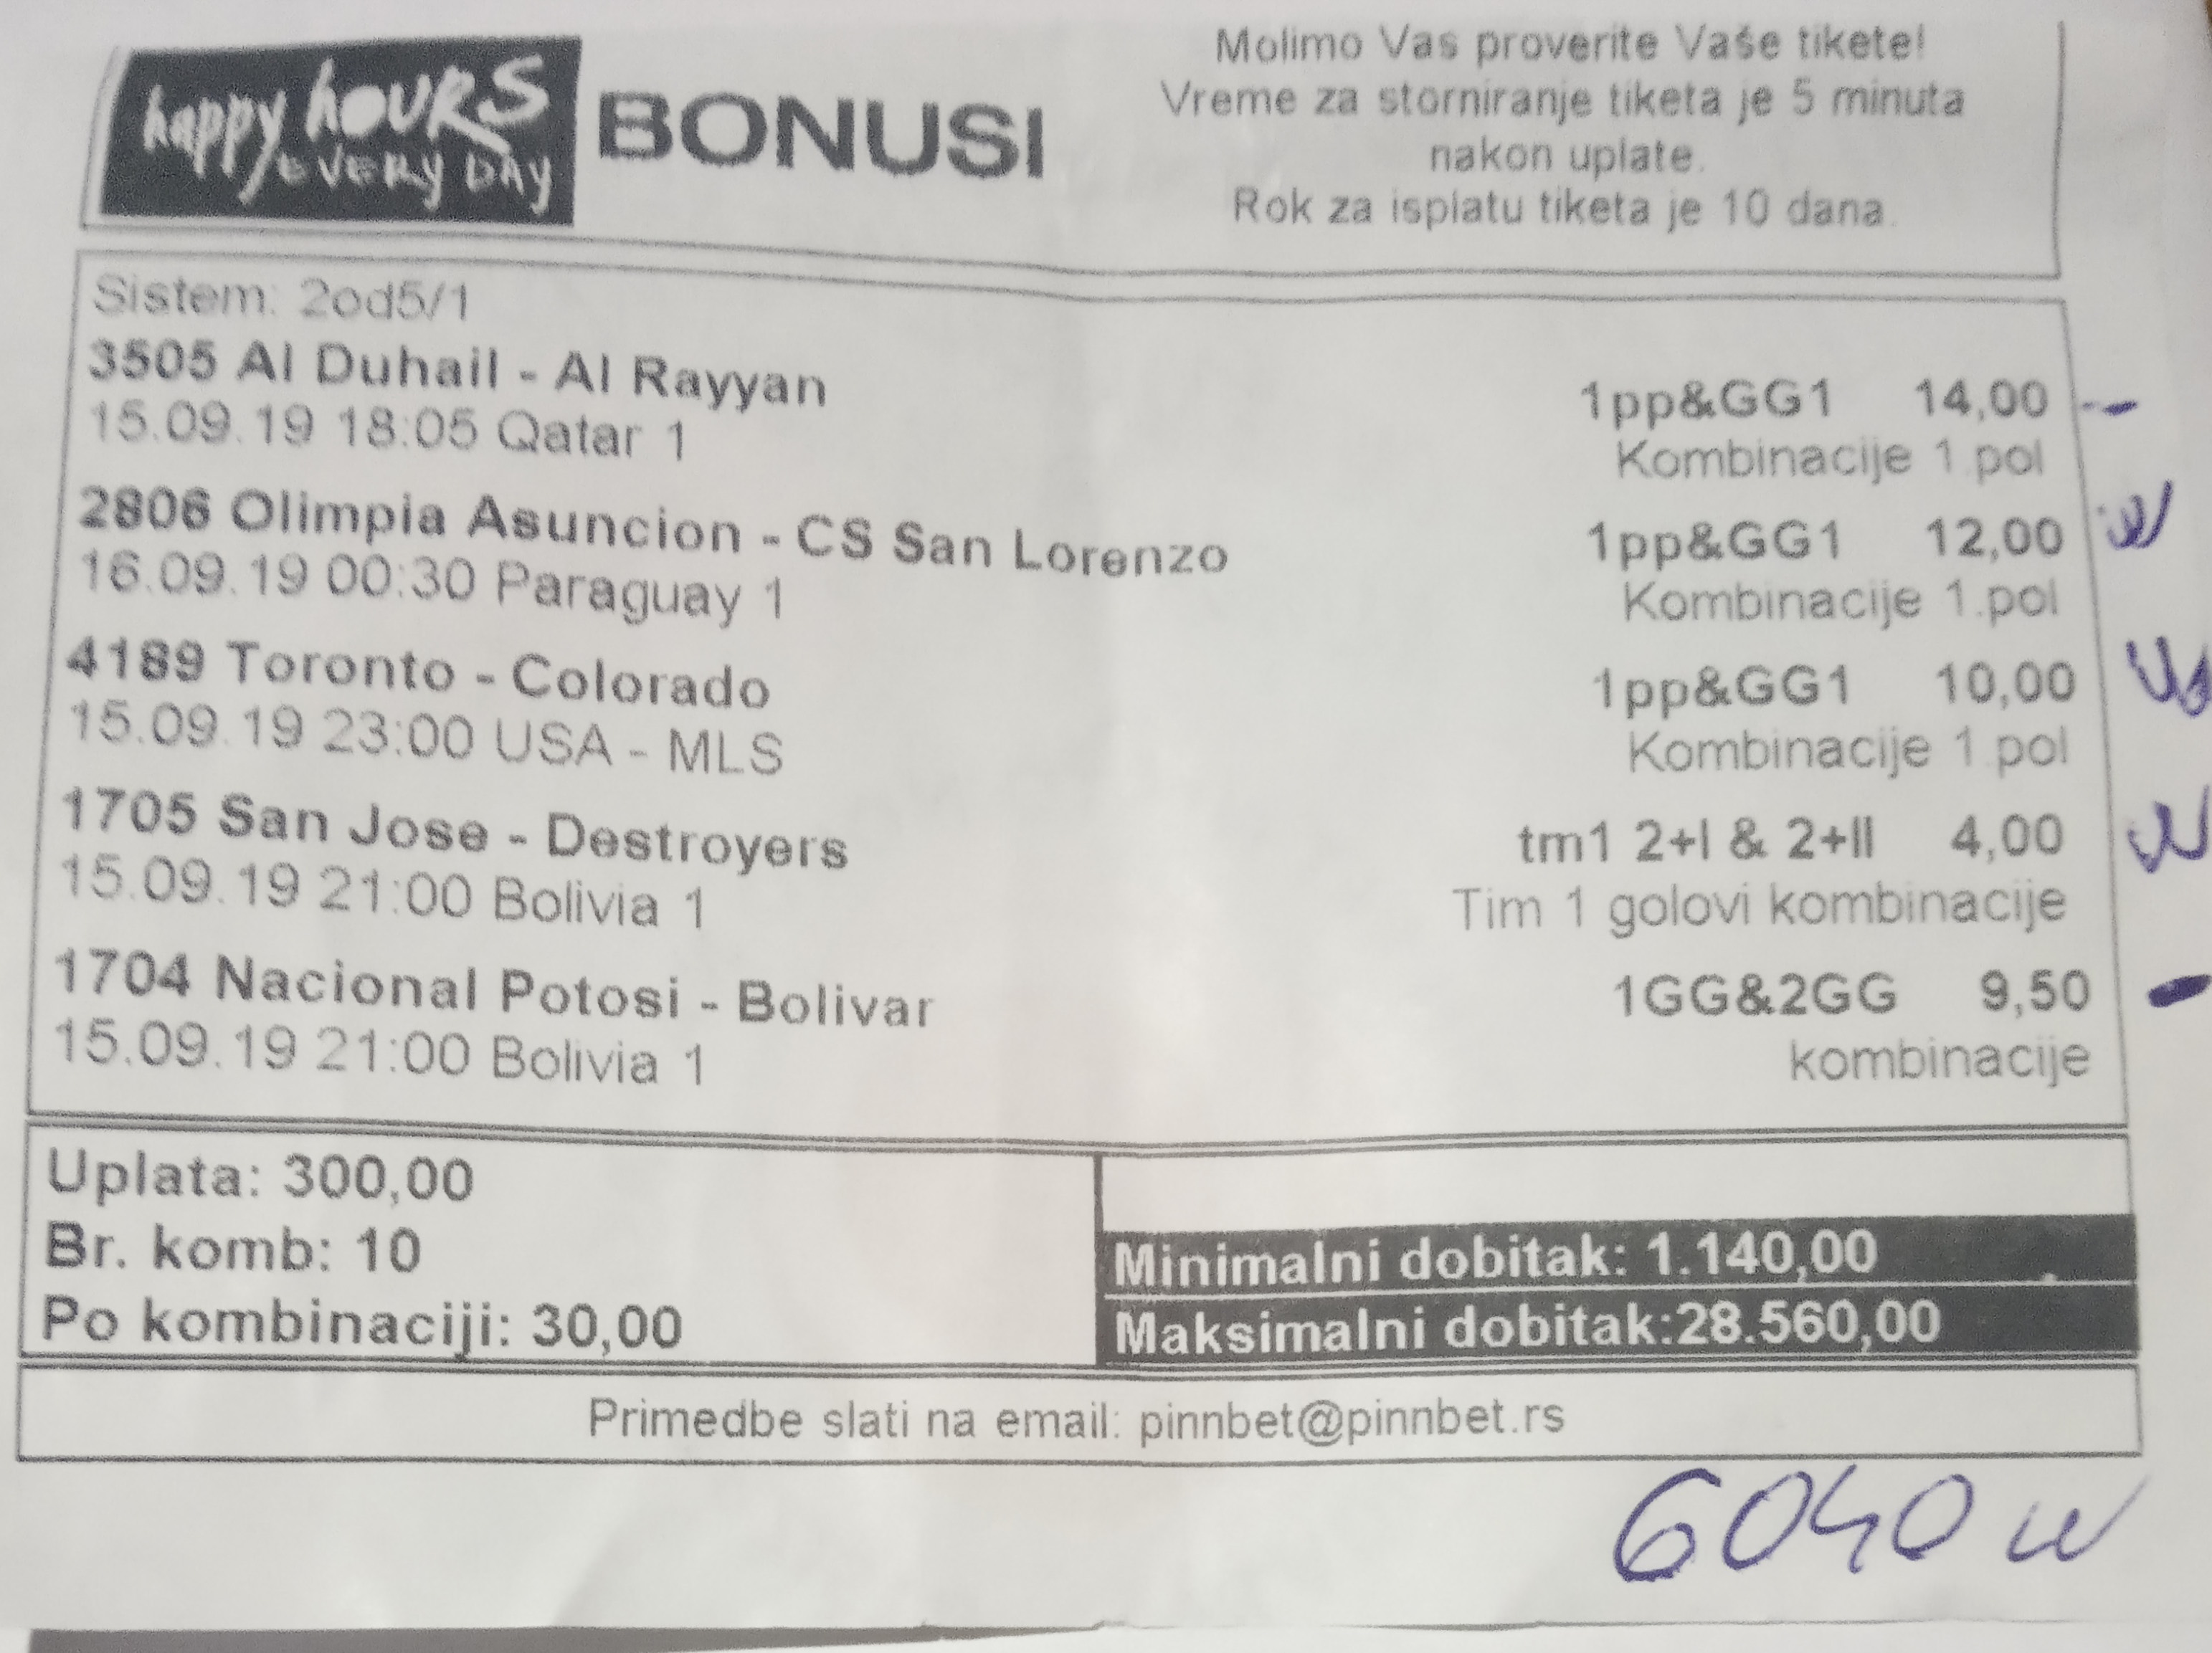 happy hOURS
EVERY DAY
BONUSI
Molimo Vas proverite Vaše tikete!
Vreme za storniranje tiketa je 5 minuta
nakon uplate.
Rok za isplatu tiketa je 10 dana.
Sistem: 2od5/1
3505 Al Duhail - Al Rayyan 1pp&GG1 14,00 -
15.09.19 18:05 Qatar 1 Kombinacije 1.pol
2806 Olimpia Asuncion - CS San Lorenzo 1pp&GG1 12,00 W
16.09.19 00:30 Paraguay 1 Kombinacije 1.pol
4189 Toronto - Colorado 1pp&GG1 10,00
15.09.19 23:00 USA - MLS Kombinacije 1.pol
1705 San Jose - Destroyers tm1 2+I & 2+II 4,00 W
15.09.19 21:00 Bolivia 1 Tim 1 golovi kombinacije
1704 Nacional Potosi - Bolivar 1GG&2GG 9,50 -
15.09.19 21:00 Bolivia 1 kombinacije
Uplata: 300,00
Br. komb: 10
Po kombinaciji: 30,00
Minimalni dobitak: 1.140,00
Maksimalni dobitak:28.560,00
Primedbe slati na email: pinnbet@pinnbet.rs
6040 w